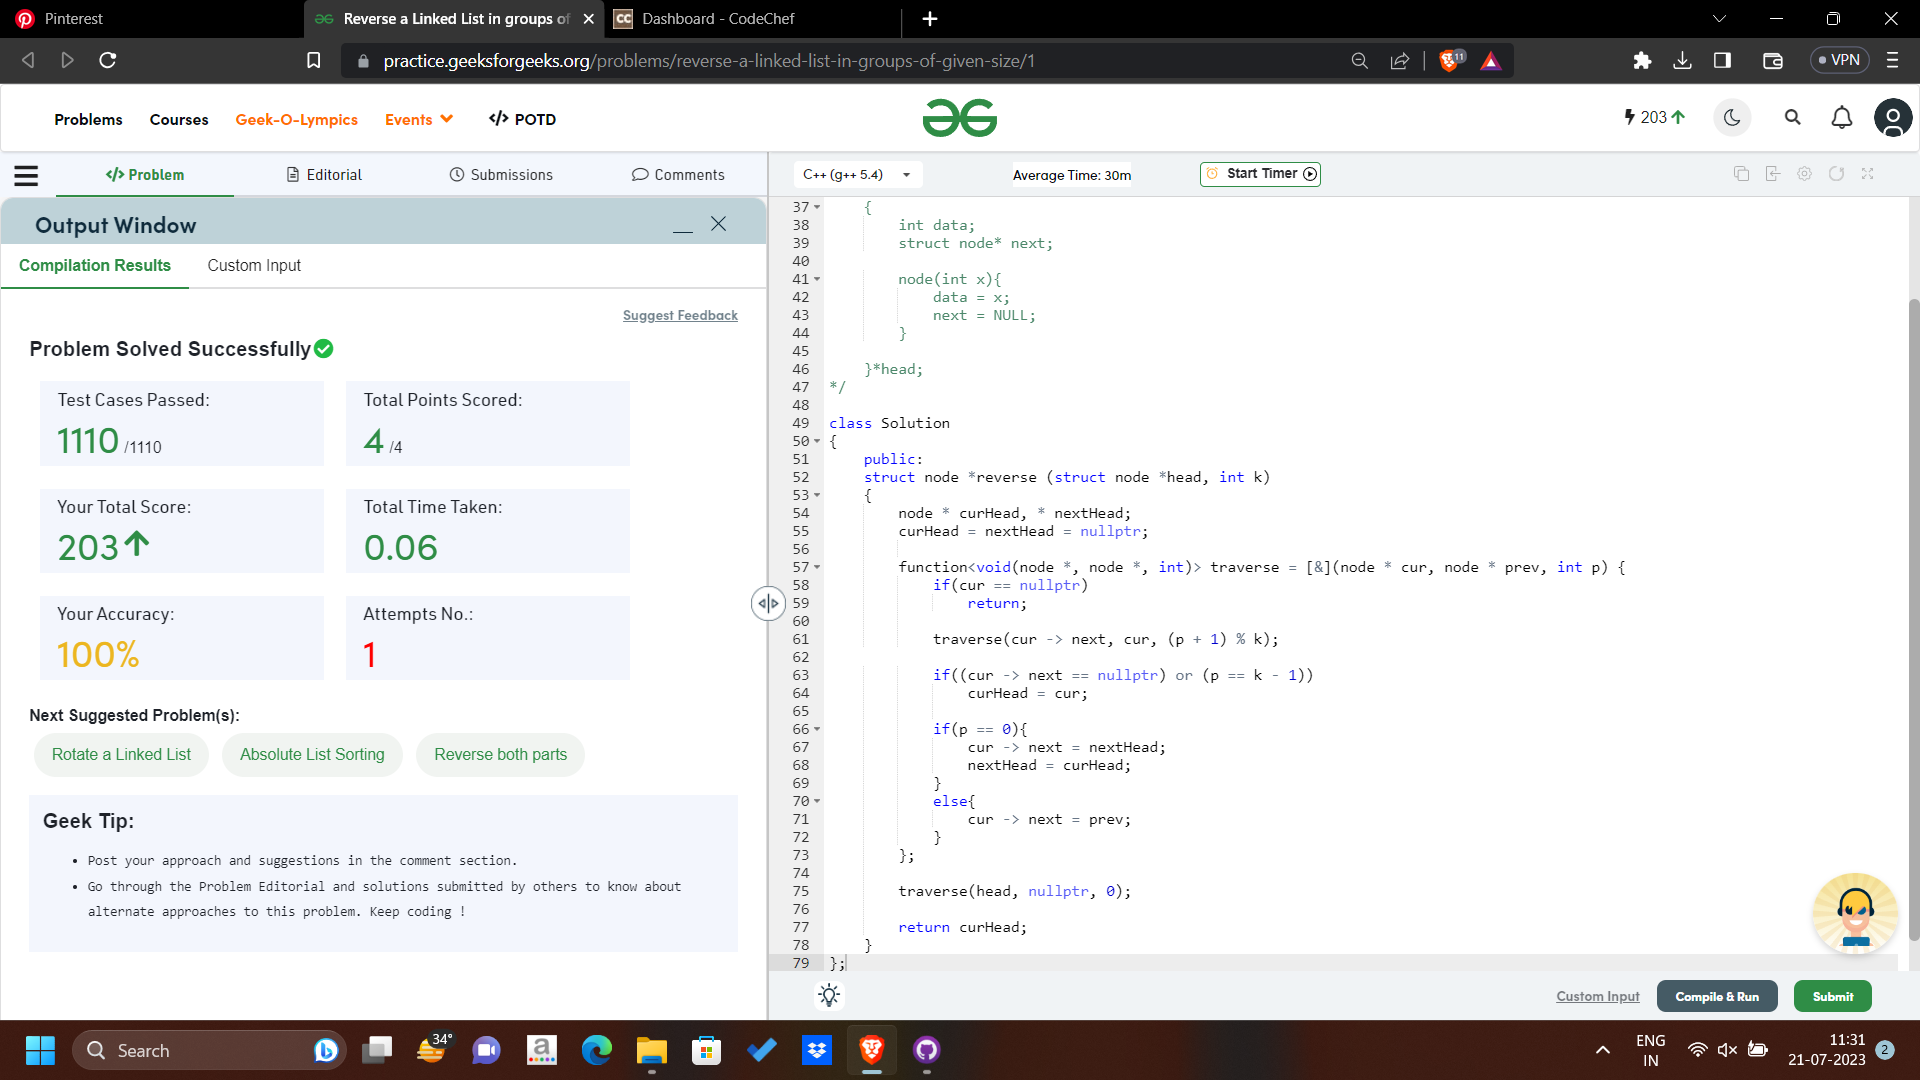 Pinterest
Reverse a Linked List in groups of
CC Dashboard - CodeChef
practice.geeksforgeeks.org/problems/reverse-a-linked-list-in-groups-of-given-size/1
11
VPN
Problems Courses Geek-O-Lympics Events </> POTD
203
</> Problem Editorial Submissions Comments
C++ (g++ 5.4) Average Time: 30m Start Timer
Output Window
Compilation Results Custom Input
Suggest Feedback
Problem Solved Successfully
Test Cases Passed:
1110 /1110
Total Points Scored:
4 /4
Your Total Score:
203
Total Time Taken:
0.06
Your Accuracy:
100%
Attempts No.:
1
Next Suggested Problem(s):
Rotate a Linked List Absolute List Sorting Reverse both parts
Geek Tip:
• Post your approach and suggestions in the comment section.
• Go through the Problem Editorial and solutions submitted by others to know about
alternate approaches to this problem. Keep coding !
37 {
38 int data;
39 struct node* next;
40
41 node(int x){
42 data = x;
43 next = NULL;
44 }
45
46 }*head;
47 */
48
49 class Solution
50 {
51 public:
52 struct node *reverse (struct node *head, int k)
53 {
54 node * curHead, * nextHead;
55 curHead = nextHead = nullptr;
56
57 function<void(node *, node *, int)> traverse = [&](node * cur, node * prev, int p) {
58 if(cur == nullptr)
59 return;
60
61 traverse(cur -> next, cur, (p + 1) % k);
62
63 if((cur -> next == nullptr) or (p == k - 1))
64 curHead = cur;
65
66 if(p == 0){
67 cur -> next = nextHead;
68 nextHead = curHead;
69 }
70 else{
71 cur -> next = prev;
72 }
73 };
74
75 traverse(head, nullptr, 0);
76
77 return curHead;
78 }
79 };
Custom Input Compile & Run Submit
Search
34°
a
ENG
IN
11:31
21-07-2023
2